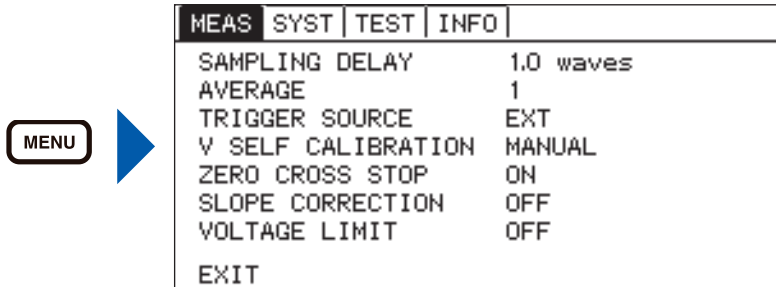 MENU
MEAS SYST TEST INFO
SAMPLING DELAY 1.0 waves
AVERAGE 1
TRIGGER SOURCE EXT
V SELF CALIBRATION MANUAL
ZERO CROSS STOP ON
SLOPE CORRECTION OFF
VOLTAGE LIMIT OFF
EXIT